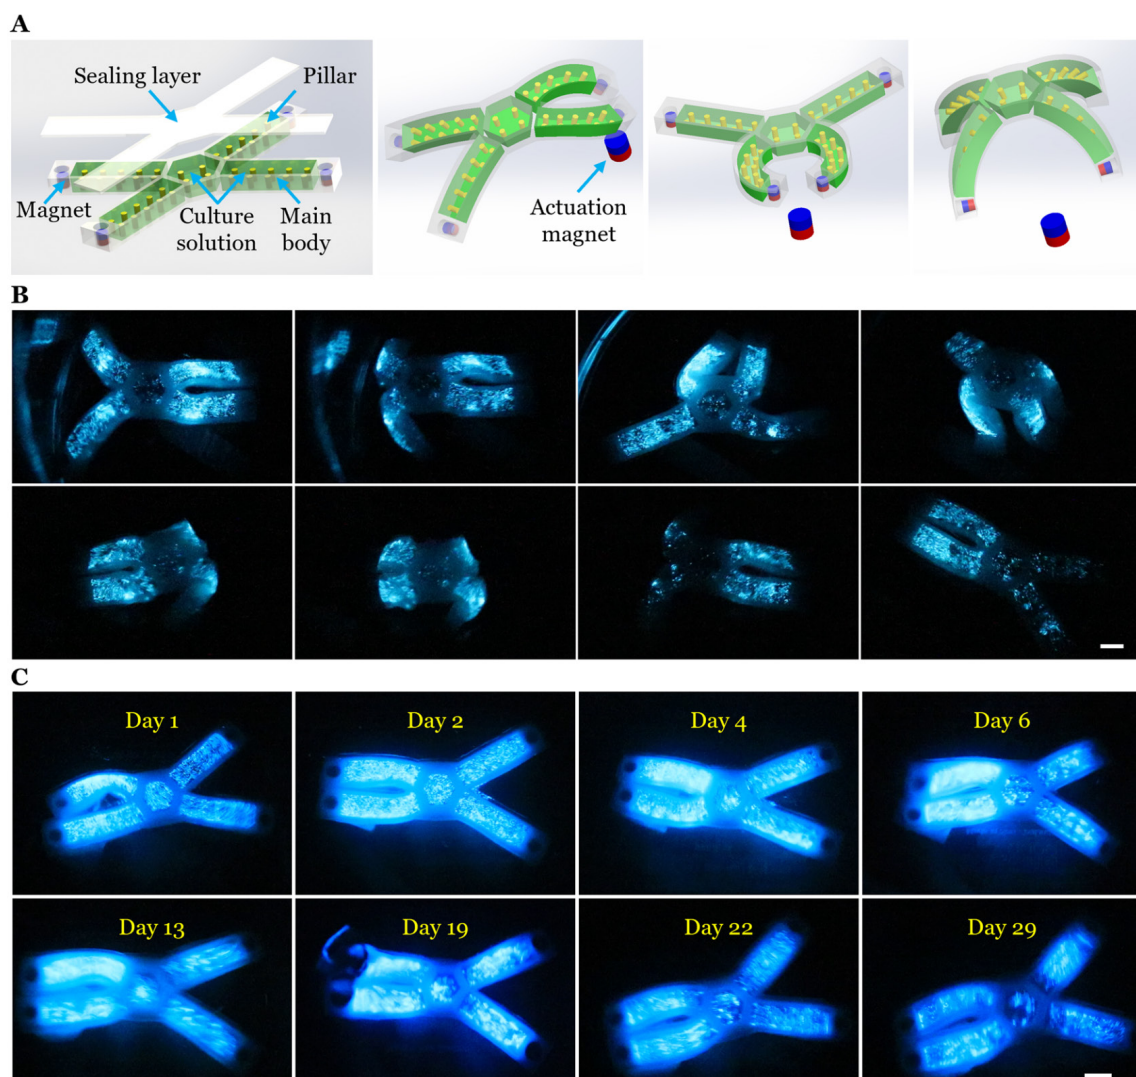 A
Sealing layer
Pillar
Magnet
Culture
solution
Main
body
Actuation
magnet
B
C
Day 1
Day 2
Day 4
Day 6
Day 13
Day 19
Day 22
Day 29